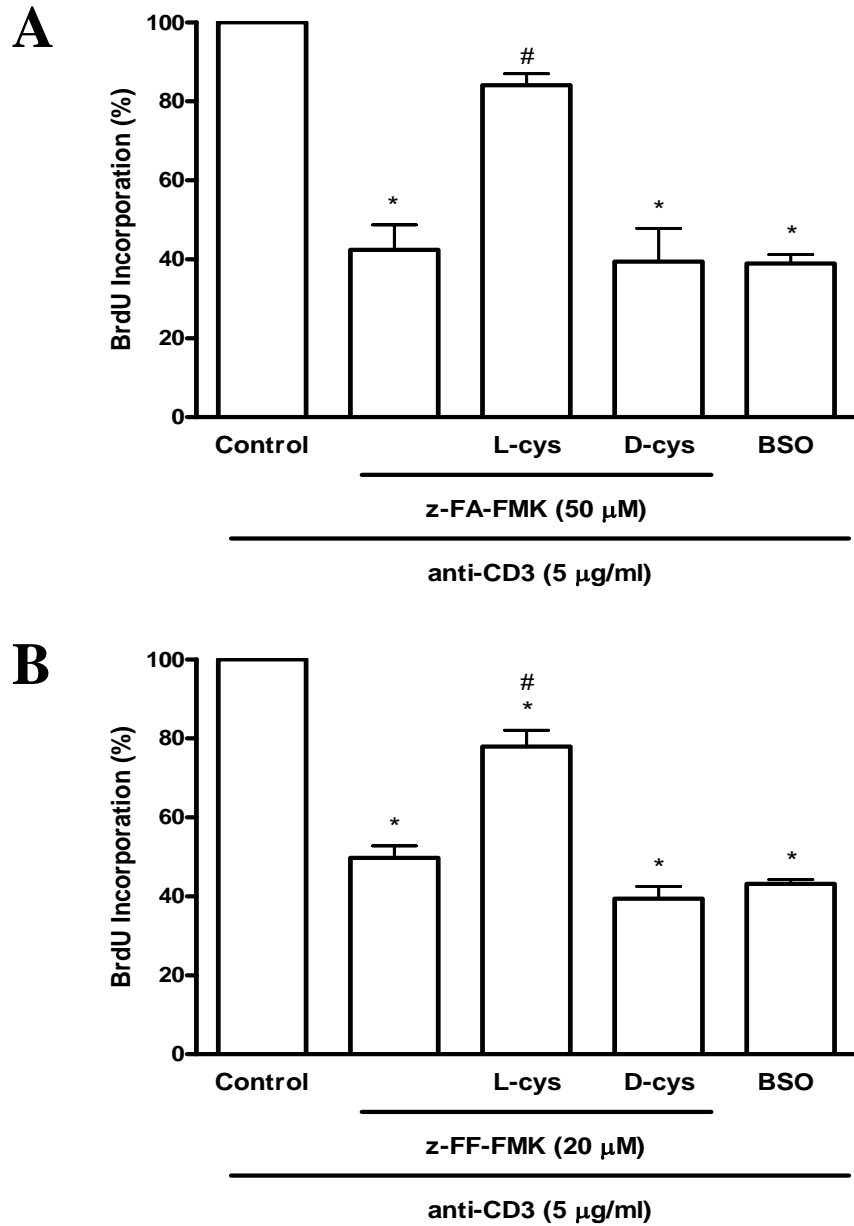 A
BrdU Incorporation (%)
100
80
60
40
20
0
*
#
*
*
Control L-cys D-cys BSO
z-FA-FMK (50 μM)
anti-CD3 (5 μg/ml)
B
BrdU Incorporation (%)
100
80
60
40
20
0
*
#
*
*
*
Control L-cys D-cys BSO
z-FF-FMK (20 μM)
anti-CD3 (5 μg/ml)